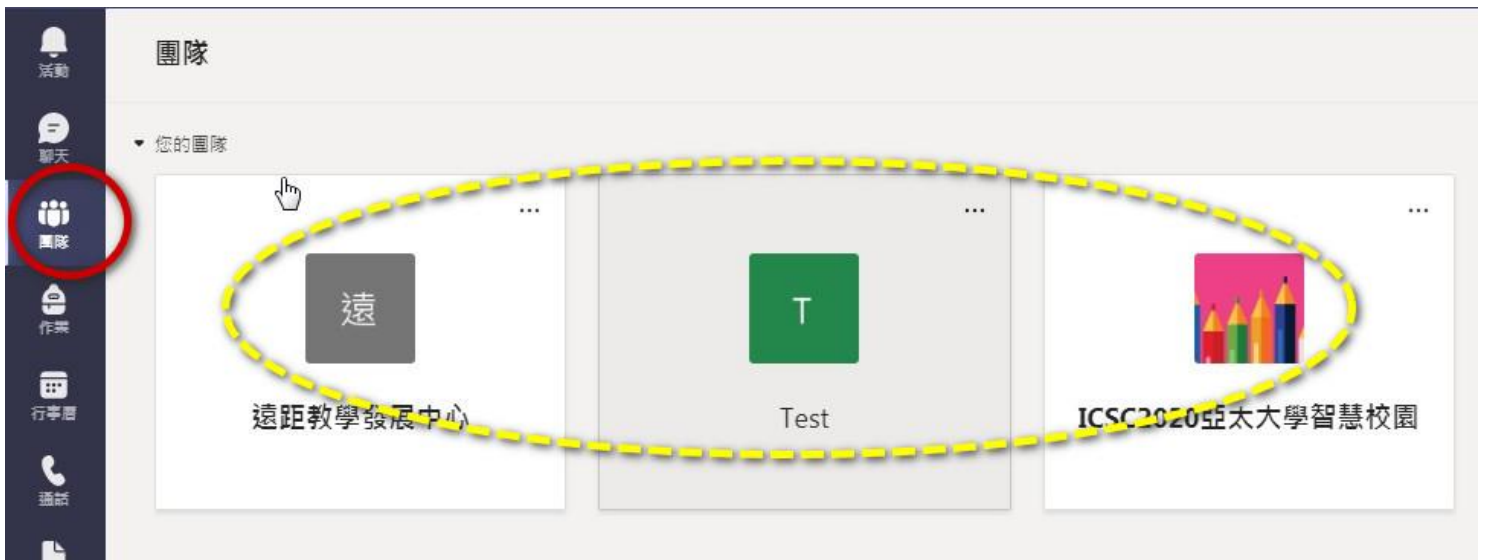 活動
團隊
聊天
您的團隊
團隊
...
...
...
作業
遠
T
行事曆
遠距教學發展中心
Test
ICSC2020亞太大學智慧校園
通話